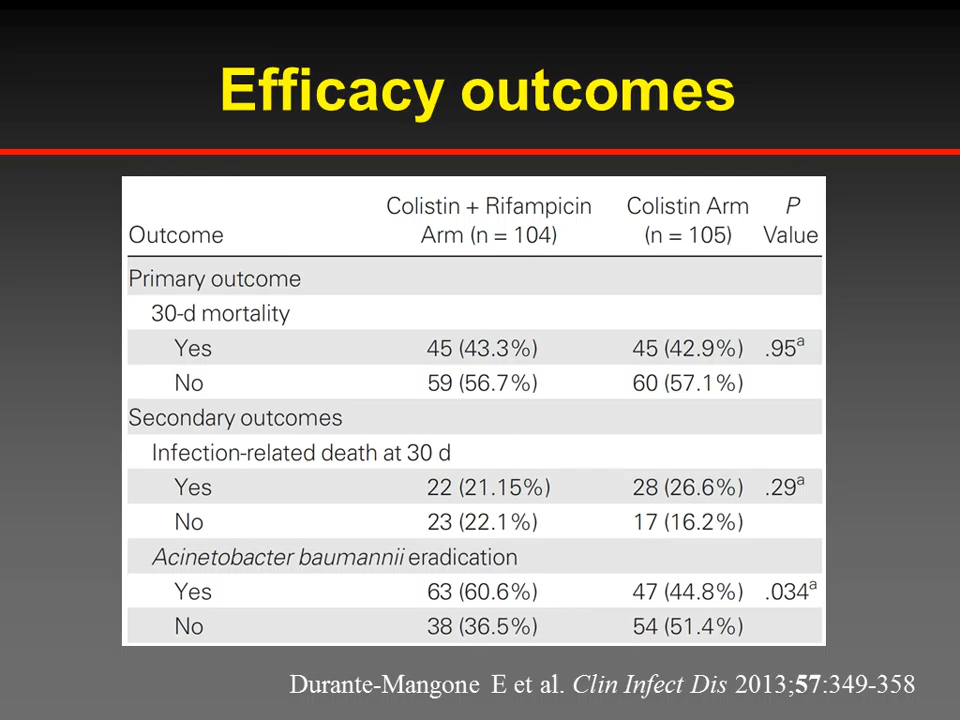 Efficacy outcomes
Outcome Colistin + Rifampicin Arm (n = 104) Colistin Arm (n = 105) P Value
Primary outcome
30-d mortality
Yes 45 (43.3%) 45 (42.9%) .95ᵃ
No 59 (56.7%) 60 (57.1%)
Secondary outcomes
Infection-related death at 30 d
Yes 22 (21.15%) 28 (26.6%) .29ᵃ
No 23 (22.1%) 17 (16.2%)
Acinetobacter baumannii eradication
Yes 63 (60.6%) 47 (44.8%) .034ᵃ
No 38 (36.5%) 54 (51.4%)
Durante-Mangone E et al. Clin Infect Dis 2013;57:349-358